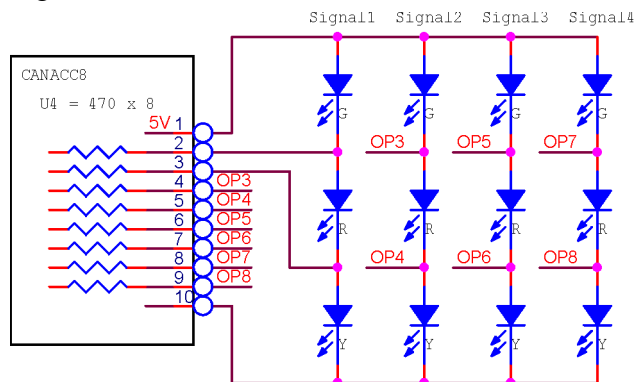 Signal1 Signal2 Signal3 Signal4
CANACC8
U4 = 470 x 8
5V 1
G G G G
2 OP3 OP5 OP7
3
4 OP3
5 OP4
6 OP5
R R R R
7 OP6
8 OP7 OP4 OP6 OP8
9 OP8
10
Y Y Y Y